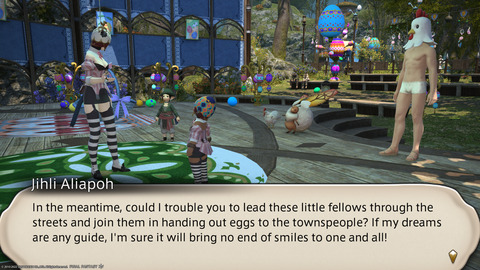 Jihli Aliapoh
In the meantime, could I trouble you to lead these little fellows through the
streets and join them in handing out eggs to the townspeople? If my dreams
are any guide, I'm sure it will bring no end of smiles to one and all!